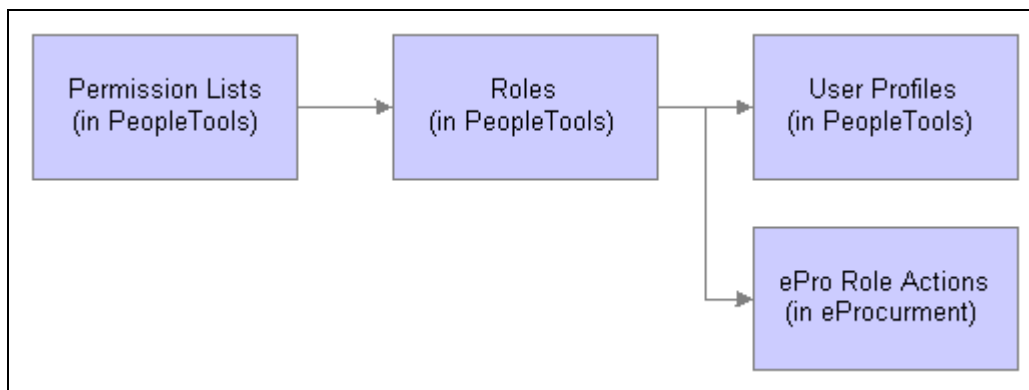 Permission Lists
(in PeopleTools)
Roles
(in PeopleTools)
User Profiles
(in PeopleTools)
ePro Role Actions
(in eProcurment)